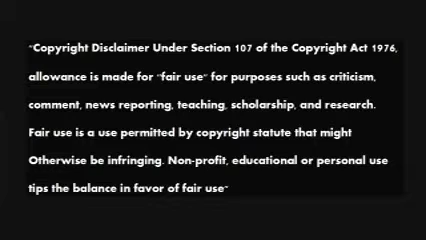 "Copyright Disclaimer Under Section 107 of the Copyright Act 1976,
allowance is made for "fair use" for purposes such as criticism,
comment, news reporting, teaching, scholarship, and research.
Fair use is a use permitted by copyright statute that might
Otherwise be infringing. Non-profit, educational or personal use
tips the balance in favor of fair use"